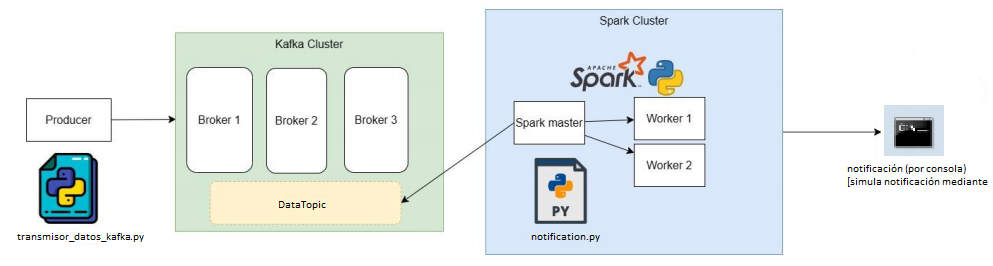 Spark Cluster
Kafka Cluster
APACHE
Spark™
Producer
Broker 1
Broker 2
Broker 3
Spark master
Worker 1
Worker 2
DataTopic
PY
transmisor_datos_kafka.py
notification.py
notificación (por consola)
[simula notificación mediante